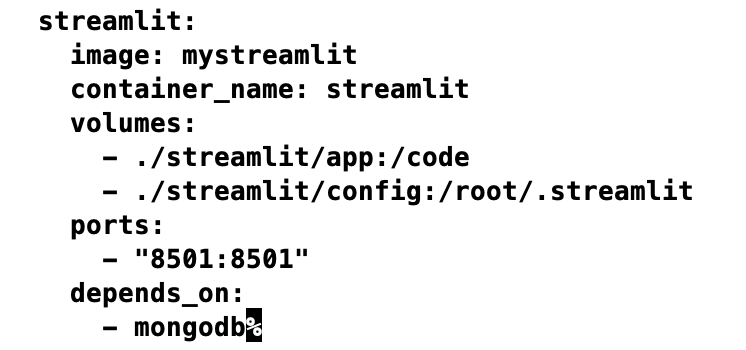 streamlit:
  image: mystreamlit
  container_name: streamlit
  volumes:
    - ./streamlit/app:/code
    - ./streamlit/config:/root/.streamlit
  ports:
    - "8501:8501"
  depends_on:
    - mongodb%